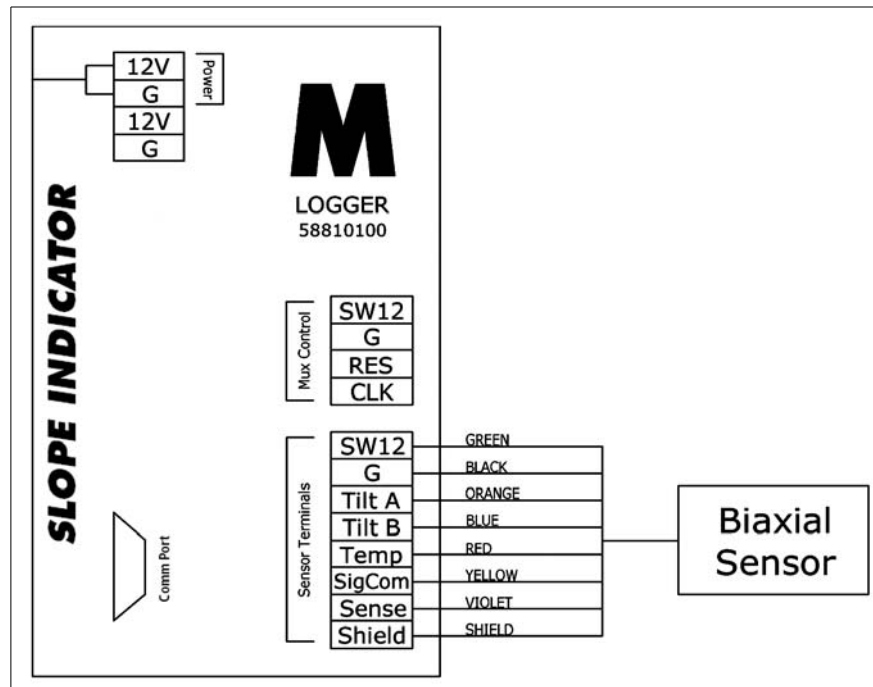 12V
G
12V
G
Power
M
LOGGER
58810100
SLOPE INDICATOR
Mux Control
SW12
G
RES
CLK
Sensor Terminals
SW12 GREEN
G BLACK
Tilt A ORANGE
Tilt B BLUE
Temp RED
SigCom YELLOW
Sense VIOLET
Shield SHIELD
Comm Port
Biaxial
Sensor